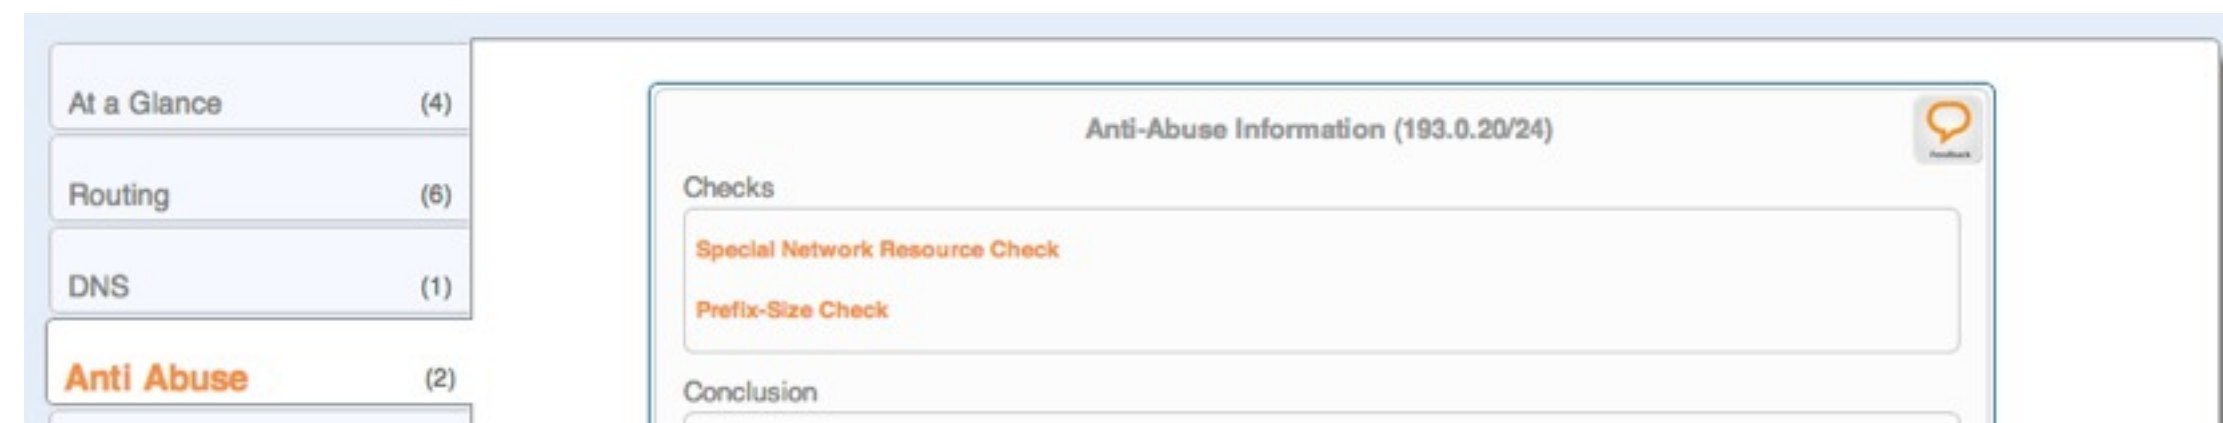 At a Glance (4)
Routing (6)
DNS (1)
Anti Abuse (2)
Anti-Abuse Information (193.0.20/24)
Feedback
Checks
Special Network Resource Check
Prefix-Size Check
Conclusion